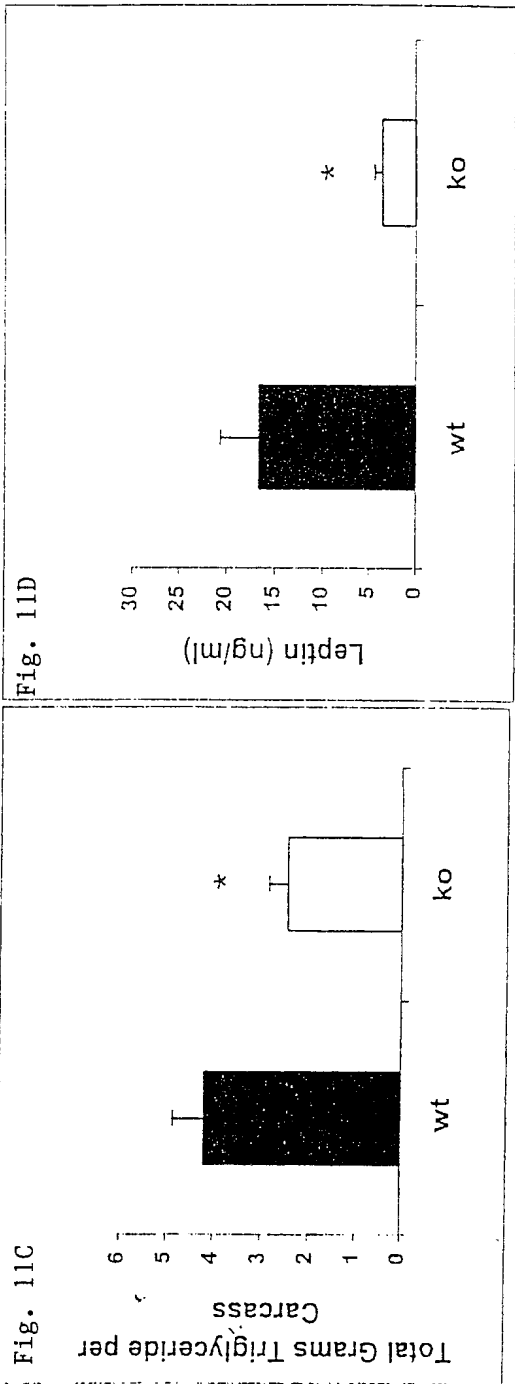 Fig. 11C
Total Grams Triglyceride per
Carcass
6
5
4
3
2
1
0
*
wt
ko
Fig. 11D
Leptin (ng/ml)
30
25
20
15
10
5
0
*
wt
ko